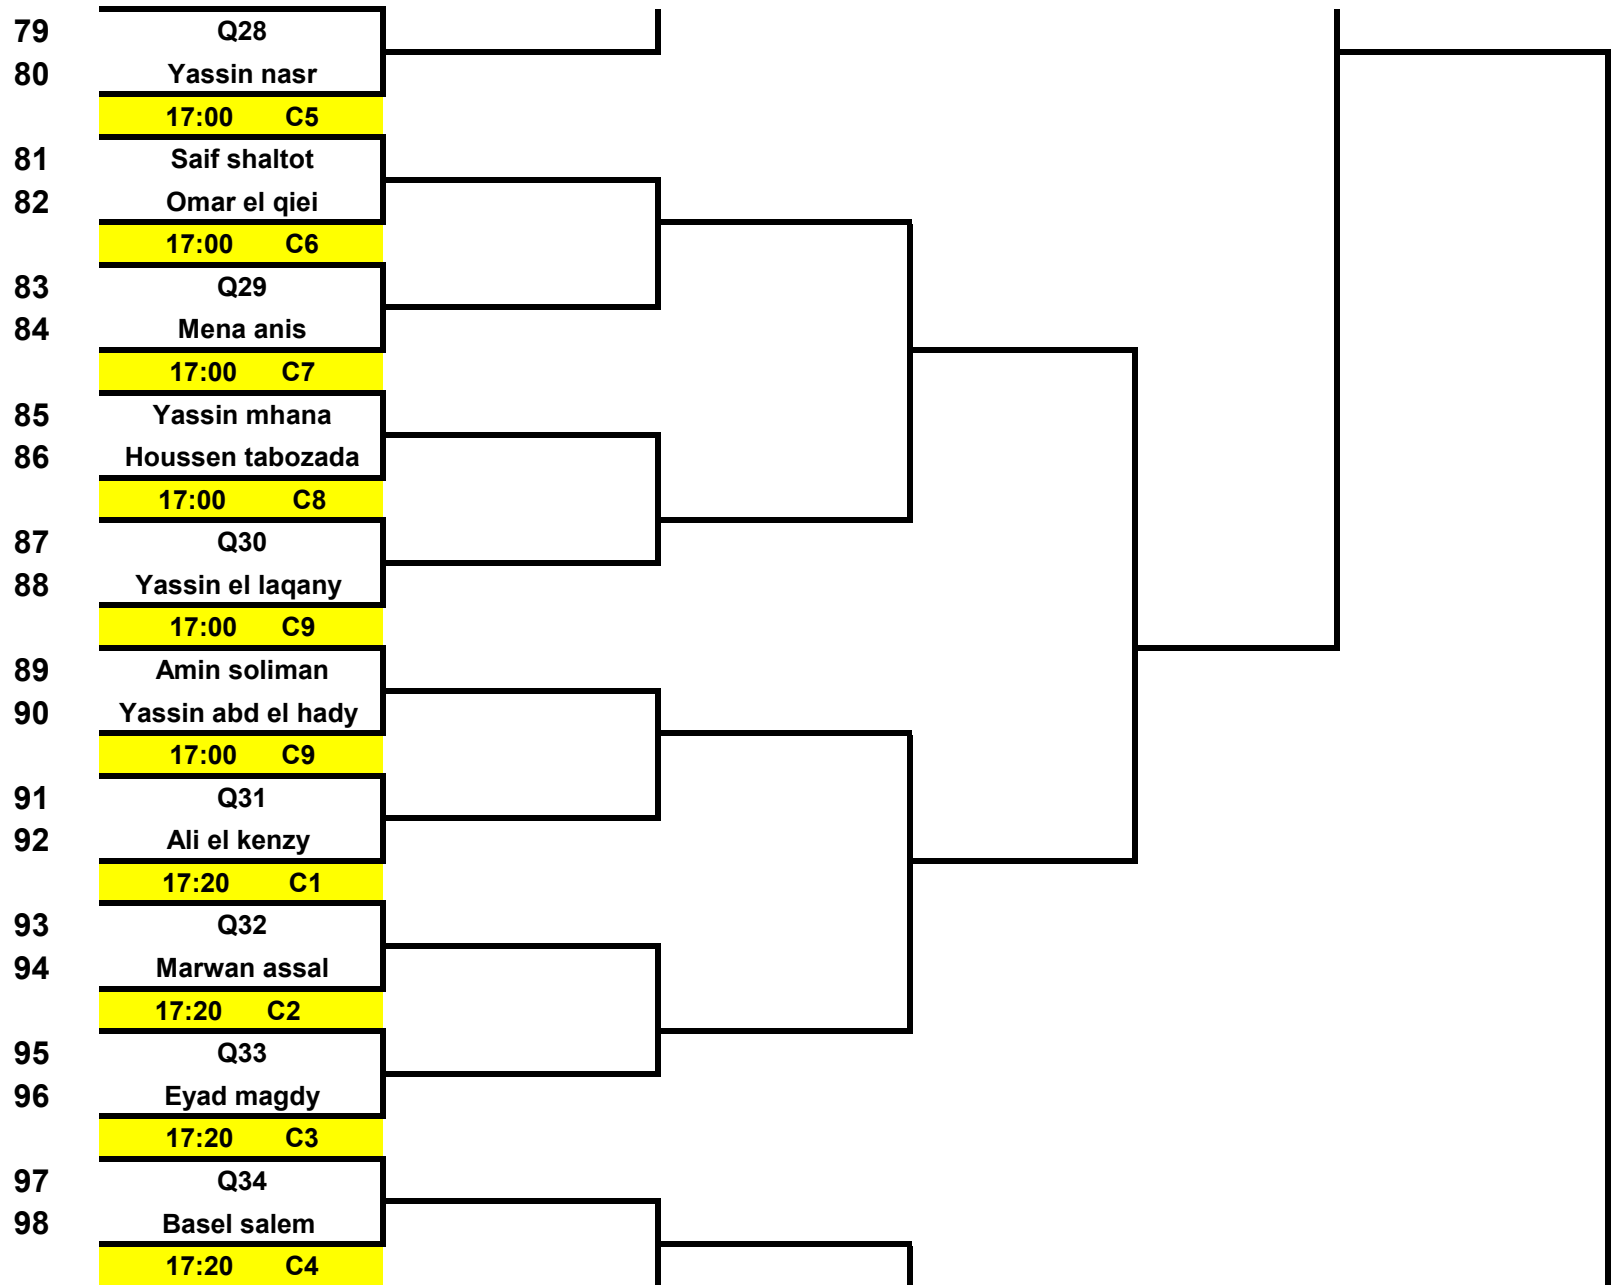 79 Q28
80 Yassin nasr
17:00 C5
81 Saif shaltot
82 Omar el qiei
17:00 C6
83 Q29
84 Mena anis
17:00 C7
85 Yassin mhana
86 Houssen tabozada
17:00 C8
87 Q30
88 Yassin el laqany
17:00 C9
89 Amin soliman
90 Yassin abd el hady
17:00 C9
91 Q31
92 Ali el kenzy
17:20 C1
93 Q32
94 Marwan assal
17:20 C2
95 Q33
96 Eyad magdy
17:20 C3
97 Q34
98 Basel salem
17:20 C4